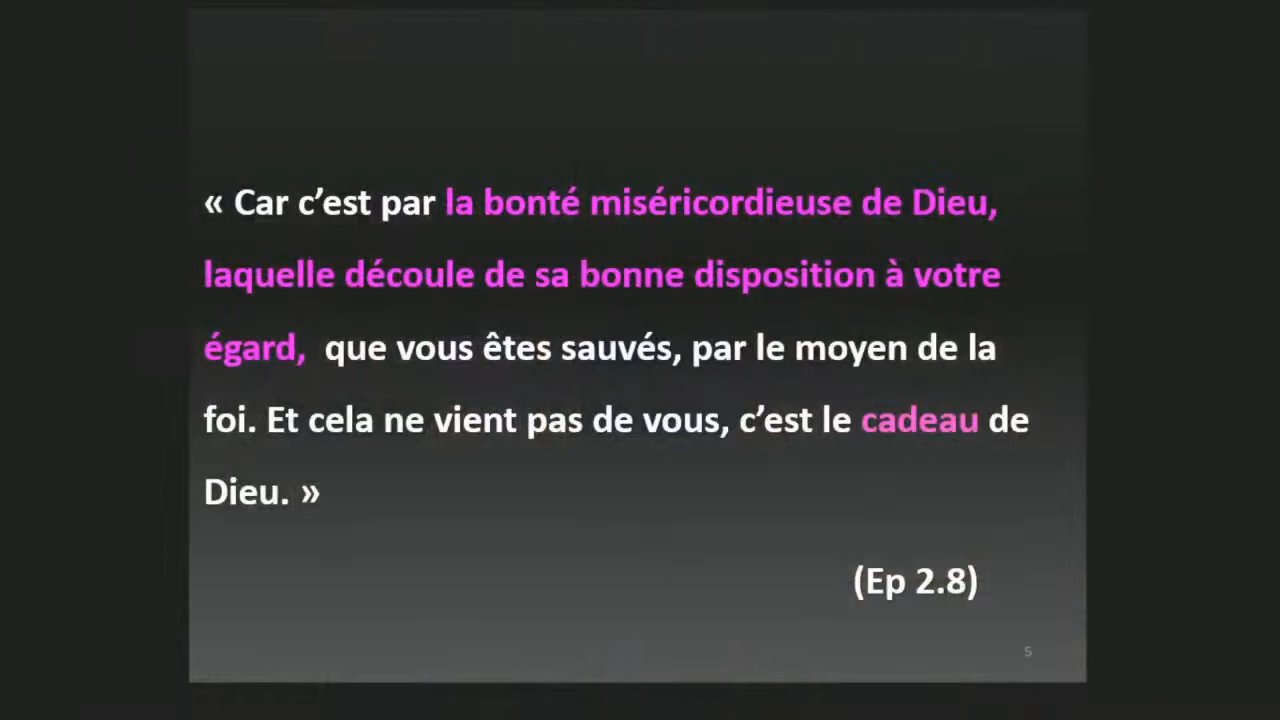 « Car c’est par la bonté miséricordieuse de Dieu,
laquelle découle de sa bonne disposition à votre
égard, que vous êtes sauvés, par le moyen de la
foi. Et cela ne vient pas de vous, c’est le cadeau de
Dieu. »
(Ep 2.8)
5